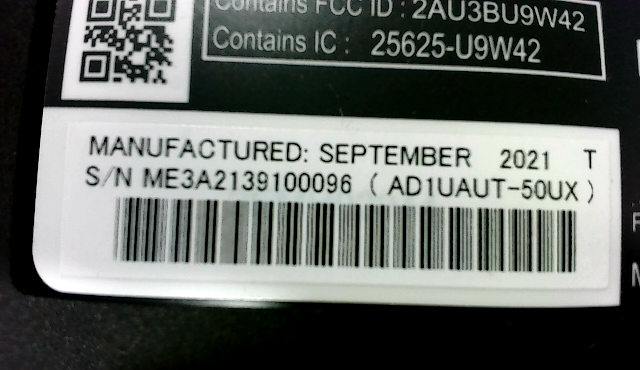 Contains FCC ID : 2AU3BU9W42
Contains IC : 25625-U9W42
MANUFACTURED: SEPTEMBER 2021 T
S/N ME3A2139100096 ( AD1UAUT-50UX )